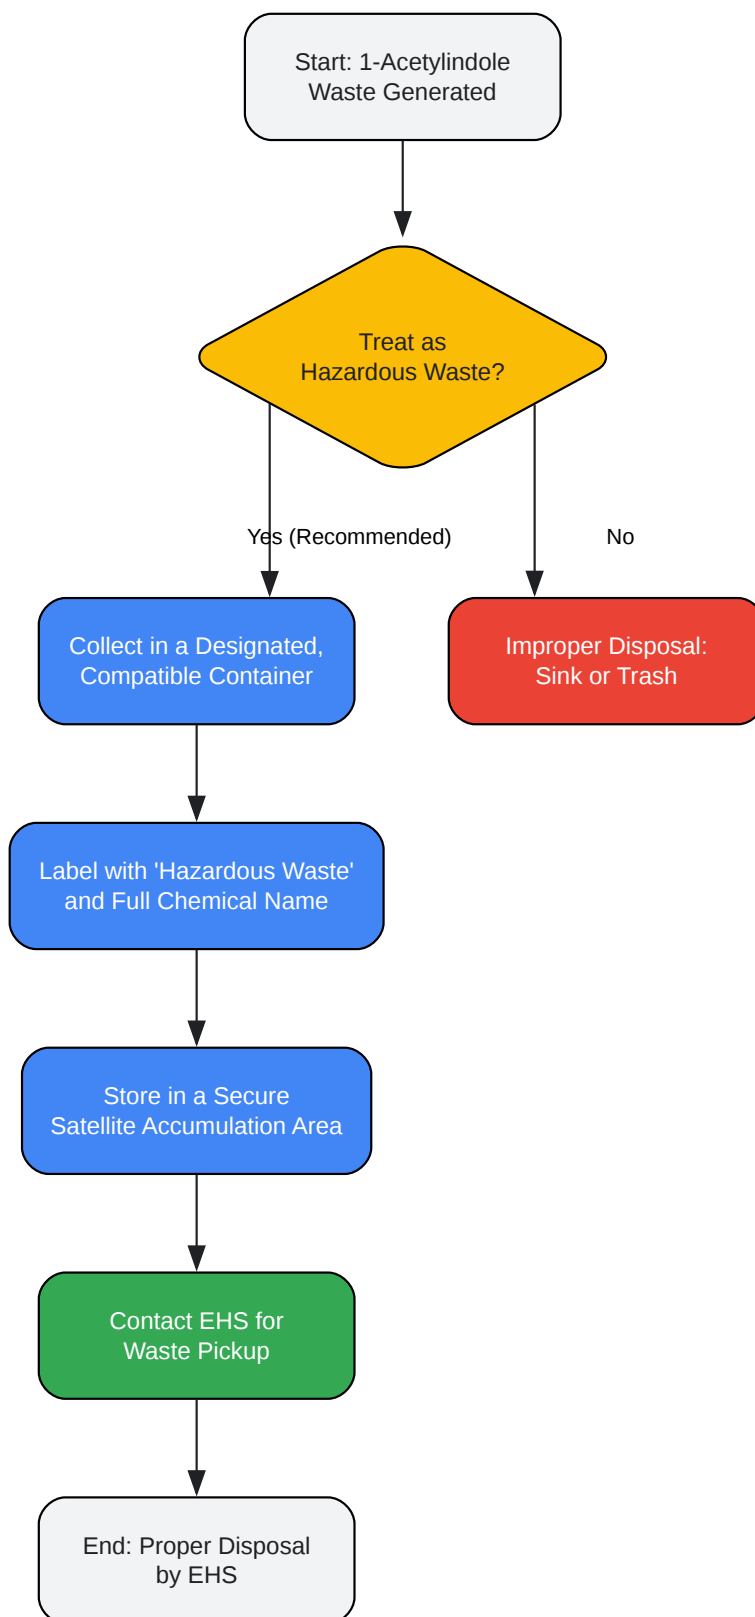 Start: 1-Acetylindole
Waste Generated
Treat as
Hazardous Waste?
Yes (Recommended)
No
Collect in a Designated,
Compatible Container
Improper Disposal:
Sink or Trash
Label with 'Hazardous Waste'
and Full Chemical Name
Store in a Secure
Satellite Accumulation Area
Contact EHS for
Waste Pickup
End: Proper Disposal
by EHS